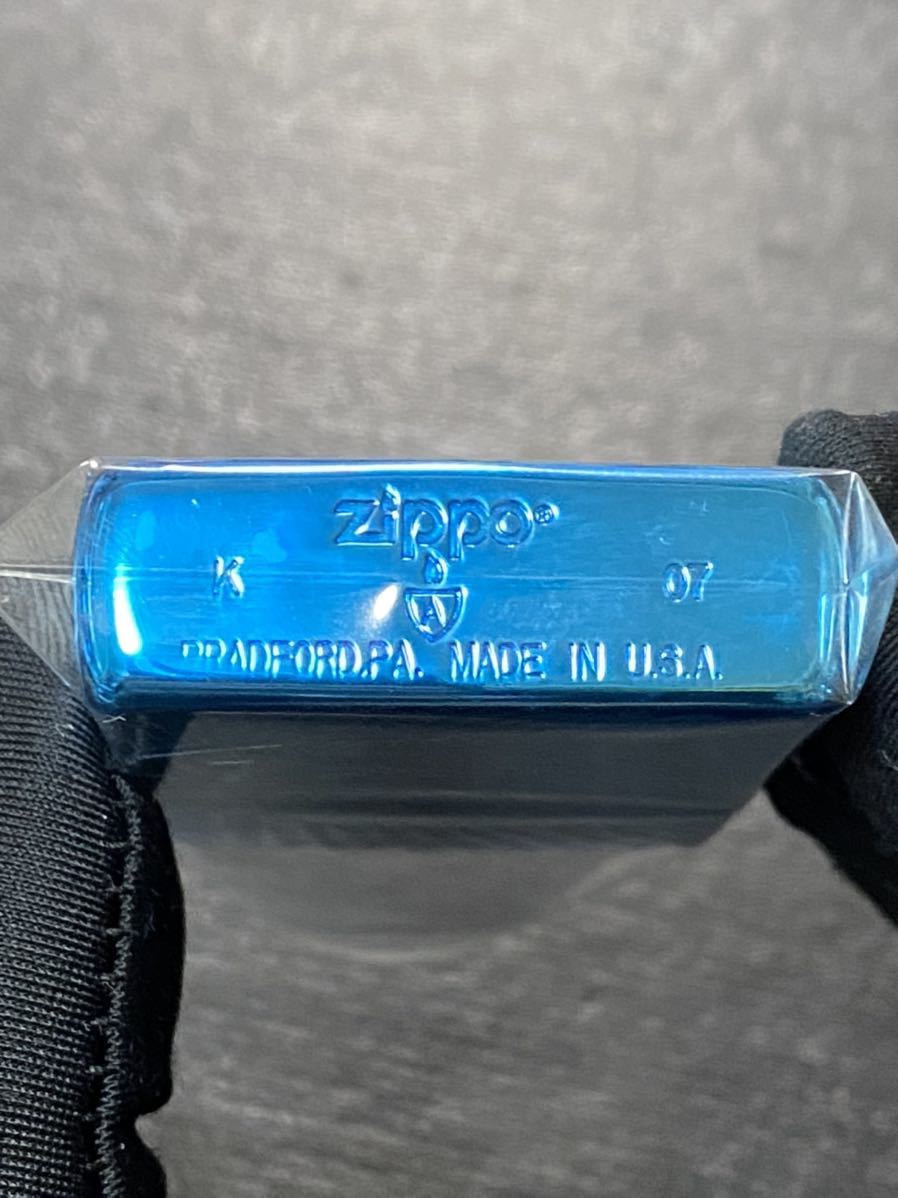 Zippo®
K A 07
BRADFORD,PA. MADE IN U.S.A.